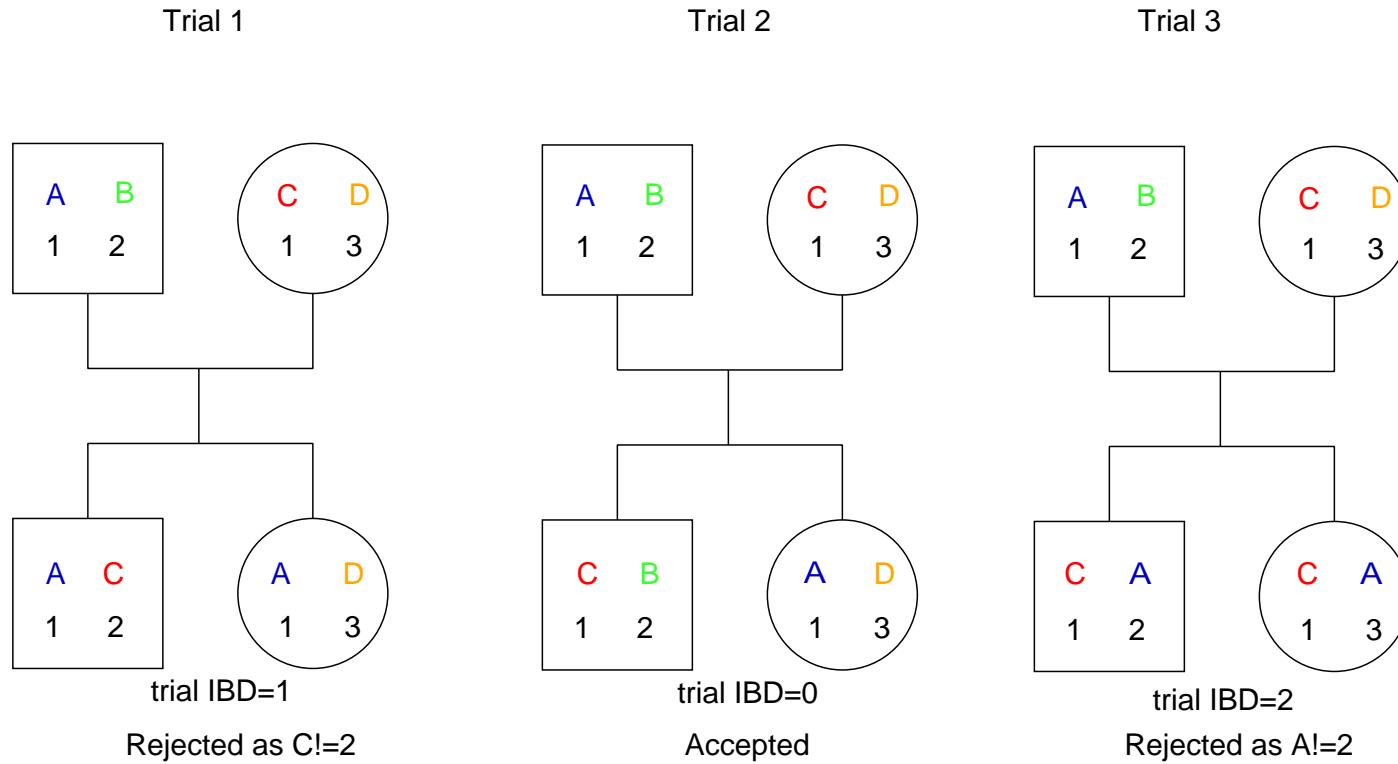 Trial 1 Trial 2 Trial 3
A B C D A B C D A B C D
1 2 1 3 1 2 1 3 1 2 1 3
A C A D C B A D C A C A
1 2 1 3 1 2 1 3 1 2 1 3
trial IBD=1 trial IBD=0 trial IBD=2
Rejected as C!=2 Accepted Rejected as A!=2